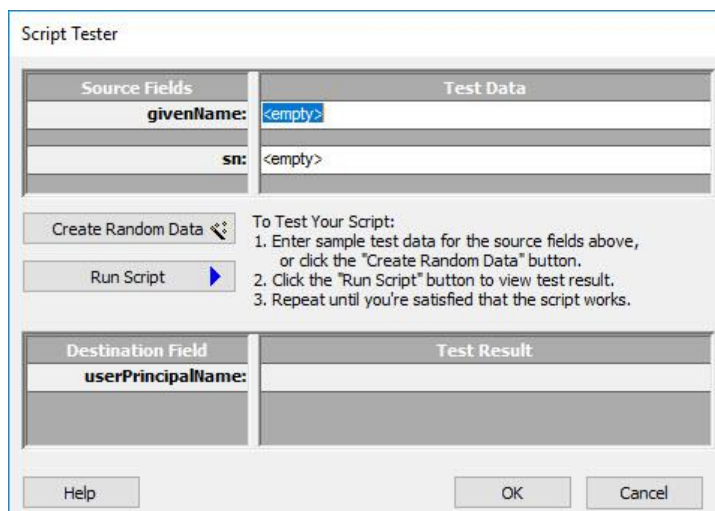 Script Tester
Source Fields Test Data
givenName: <empty>
sn: <empty>
Create Random Data
Run Script
To Test Your Script:
1. Enter sample test data for the source fields above,
or click the "Create Random Data" button.
2. Click the "Run Script" button to view test result.
3. Repeat until you're satisfied that the script works.
Destination Field Test Result
userPrincipalName:
Help OK Cancel